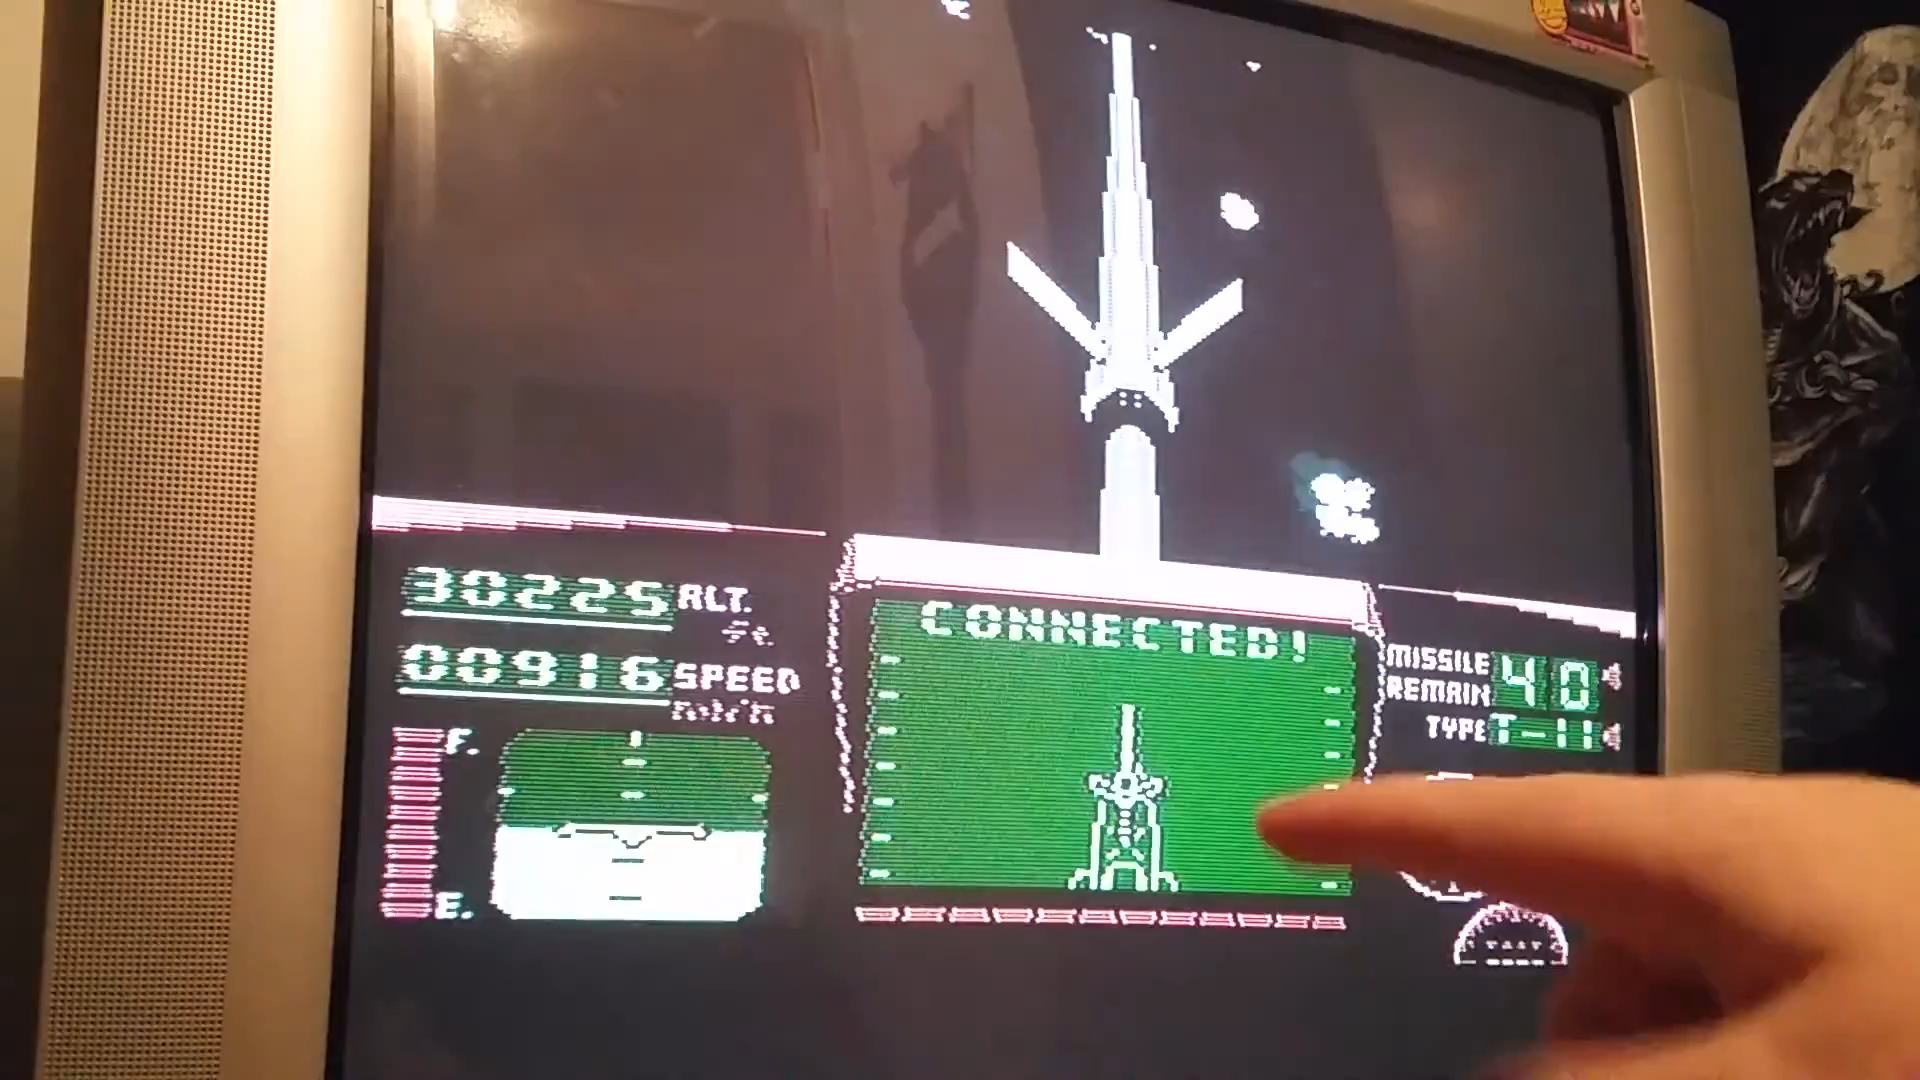 30225 ALT.
Ft.
00916 SPEED
F.
E.
CONNECTED!
MISSILE 40
REMAIN
TYPE T-11